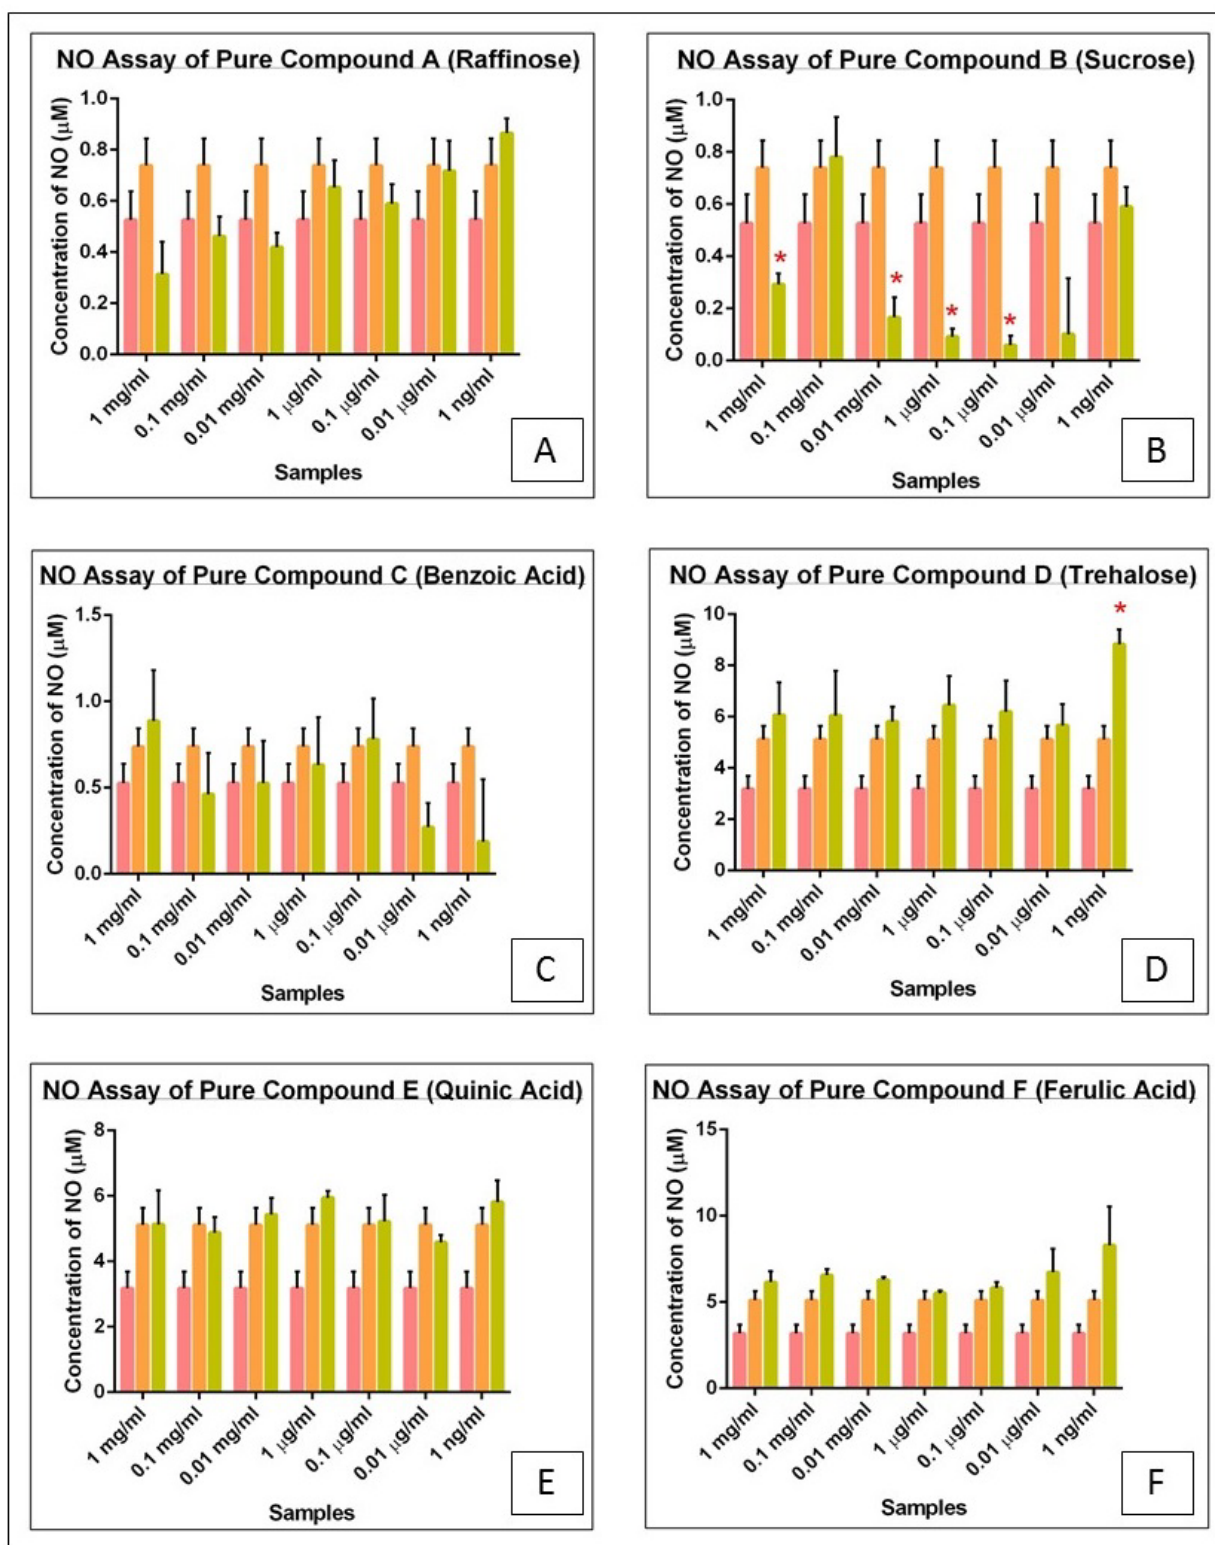 NO Assay of Pure Compound A (Raffinose)
Concentration of NO (μM)
1.0
0.8
0.6
0.4
0.2
0.0
1 mg/ml
0.1 mg/ml
0.01 mg/ml
1 μg/ml
0.1 μg/ml
0.01 μg/ml
1 ng/ml
Samples
A
NO Assay of Pure Compound B (Sucrose)
Concentration of NO (μM)
1.0
0.8
0.6
0.4
0.2
0.0
*
*
*
*
1 mg/ml
0.1 mg/ml
0.01 mg/ml
1 μg/ml
0.1 μg/ml
0.01 μg/ml
1 ng/ml
Samples
B
NO Assay of Pure Compound C (Benzoic Acid)
Concentration of NO (μM)
1.5
1.0
0.5
0.0
1 mg/ml
0.1 mg/ml
0.01 mg/ml
1 μg/ml
0.1 μg/ml
0.01 μg/ml
1 ng/ml
Samples
C
NO Assay of Pure Compound D (Trehalose)
Concentration of NO (μM)
10
8
6
4
2
0
*
1 mg/ml
0.1 mg/ml
0.01 mg/ml
1 μg/ml
0.1 μg/ml
0.01 μg/ml
1 ng/ml
Samples
D
NO Assay of Pure Compound E (Quinic Acid)
Concentration of NO (μM)
8
6
4
2
0
1 mg/ml
0.1 mg/ml
0.01 mg/ml
1 μg/ml
0.1 μg/ml
0.01 μg/ml
1 ng/ml
Samples
E
NO Assay of Pure Compound F (Ferulic Acid)
Concentration of NO (μM)
15
10
5
0
1 mg/ml
0.1 mg/ml
0.01 mg/ml
1 μg/ml
0.1 μg/ml
0.01 μg/ml
1 ng/ml
Samples
F